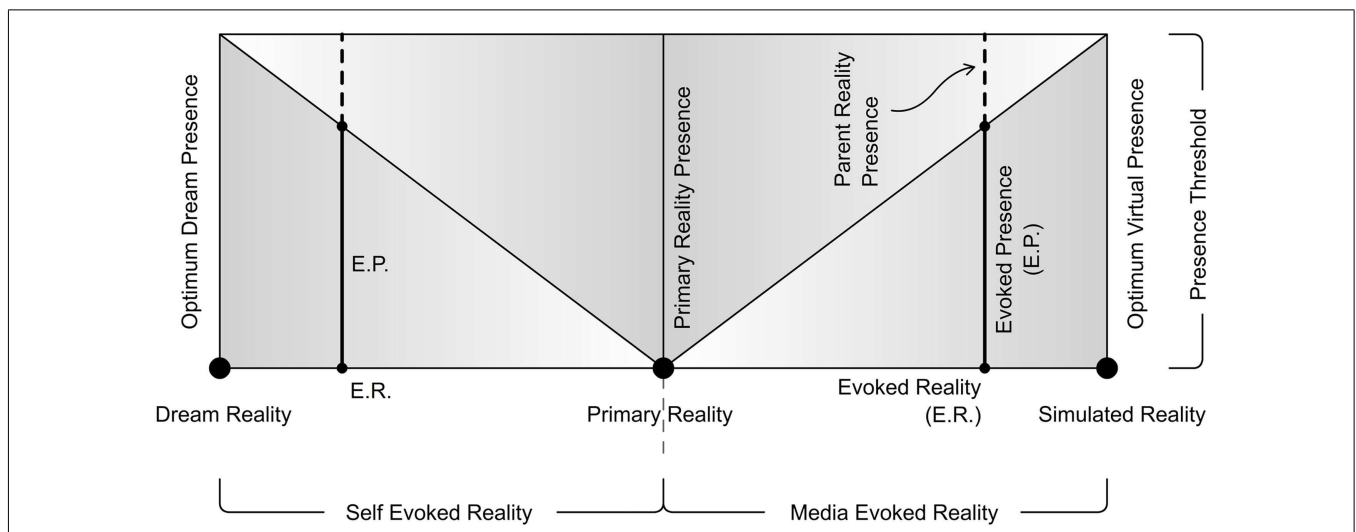 Optimum Dream Presence
E.P.
Primary Reality Presence
Parent Reality
Presence
Evoked Presence
(E.P.)
Optimum Virtual Presence
Presence Threshold
E.R.
Evoked Reality
(E.R.)
Dream Reality
Primary Reality
Simulated Reality
Self Evoked Reality
Media Evoked Reality